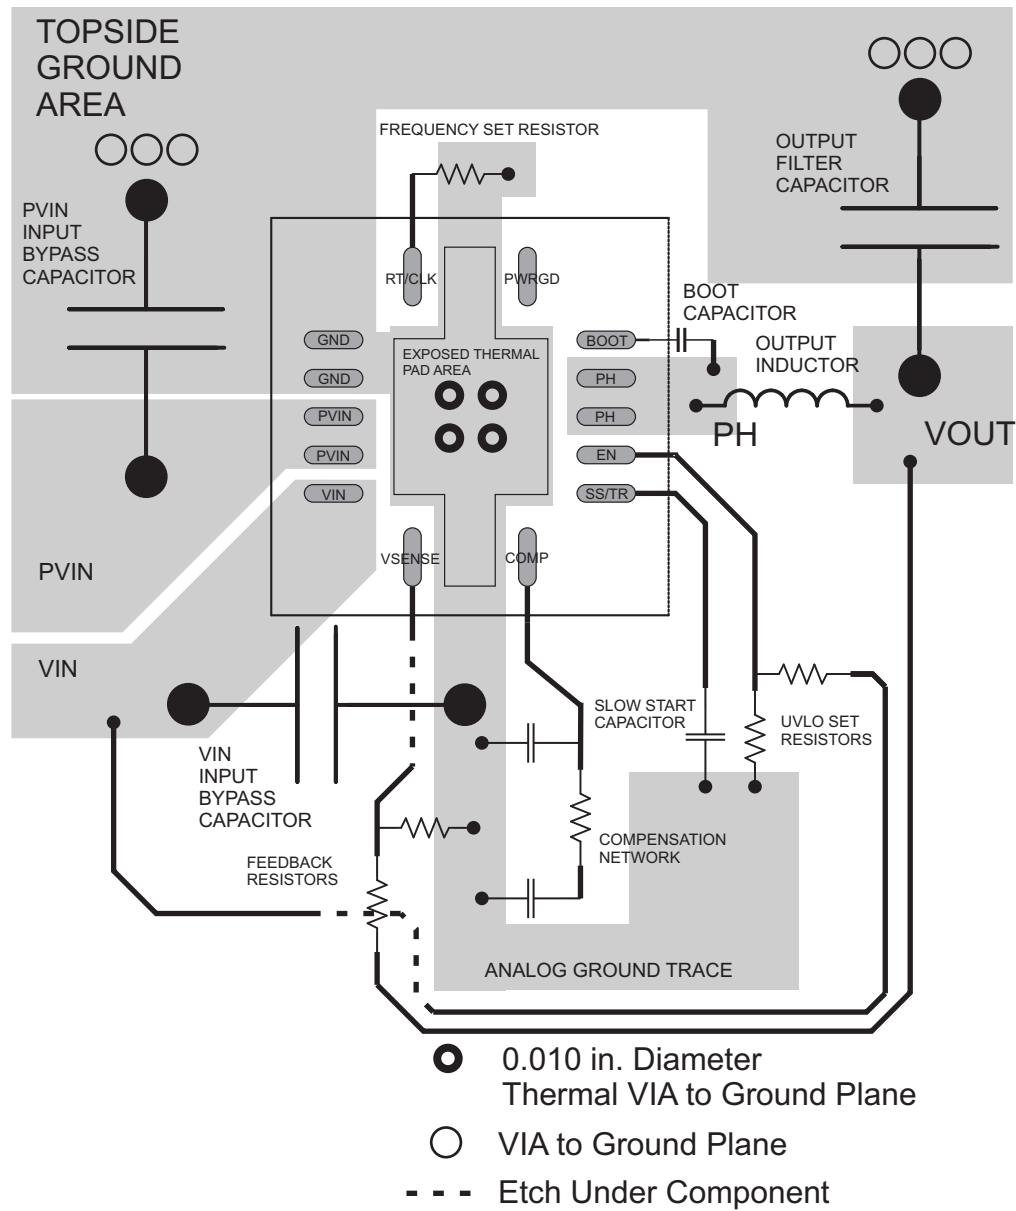 TOPSIDE
GROUND
AREA
FREQUENCY SET RESISTOR
OUTPUT
FILTER
CAPACITOR
PVIN
INPUT
BYPASS
CAPACITOR
RT/CLK
PWRGD
BOOT
CAPACITOR
GND
EXPOSED THERMAL
PAD AREA
BOOT
OUTPUT
INDUCTOR
GND
PH
PVIN
PH
PH
VOUT
PVIN
EN
VIN
SS/TR
VSENSE
COMP
PVIN
VIN
SLOW START
CAPACITOR
UVLO SET
RESISTORS
VIN
INPUT
BYPASS
CAPACITOR
COMPENSATION
NETWORK
FEEDBACK
RESISTORS
ANALOG GROUND TRACE
0.010 in. Diameter
Thermal VIA to Ground Plane
VIA to Ground Plane
Etch Under Component